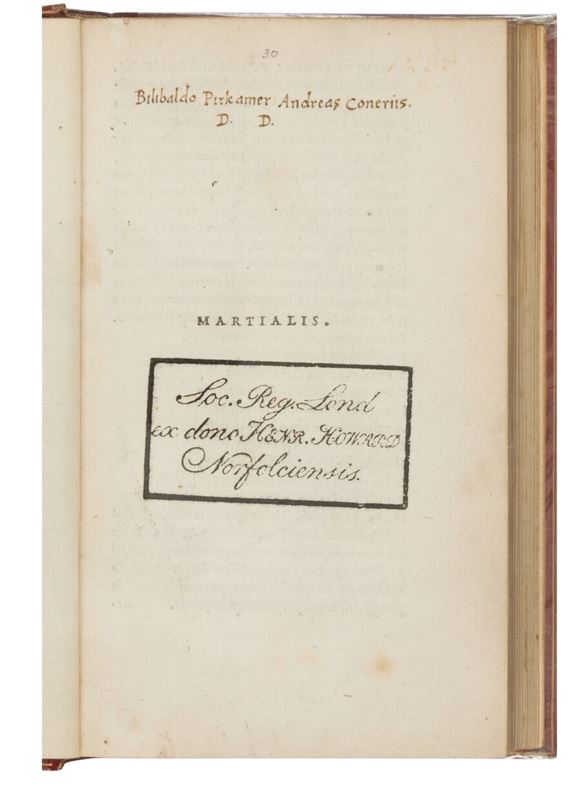 30
Bilibaldo Pirkamer Andreas Conerus.
D. D.
MARTIALIS.
Soc. Reg. Lond
ex dono HENR. HOWARD
Norfolciensis.